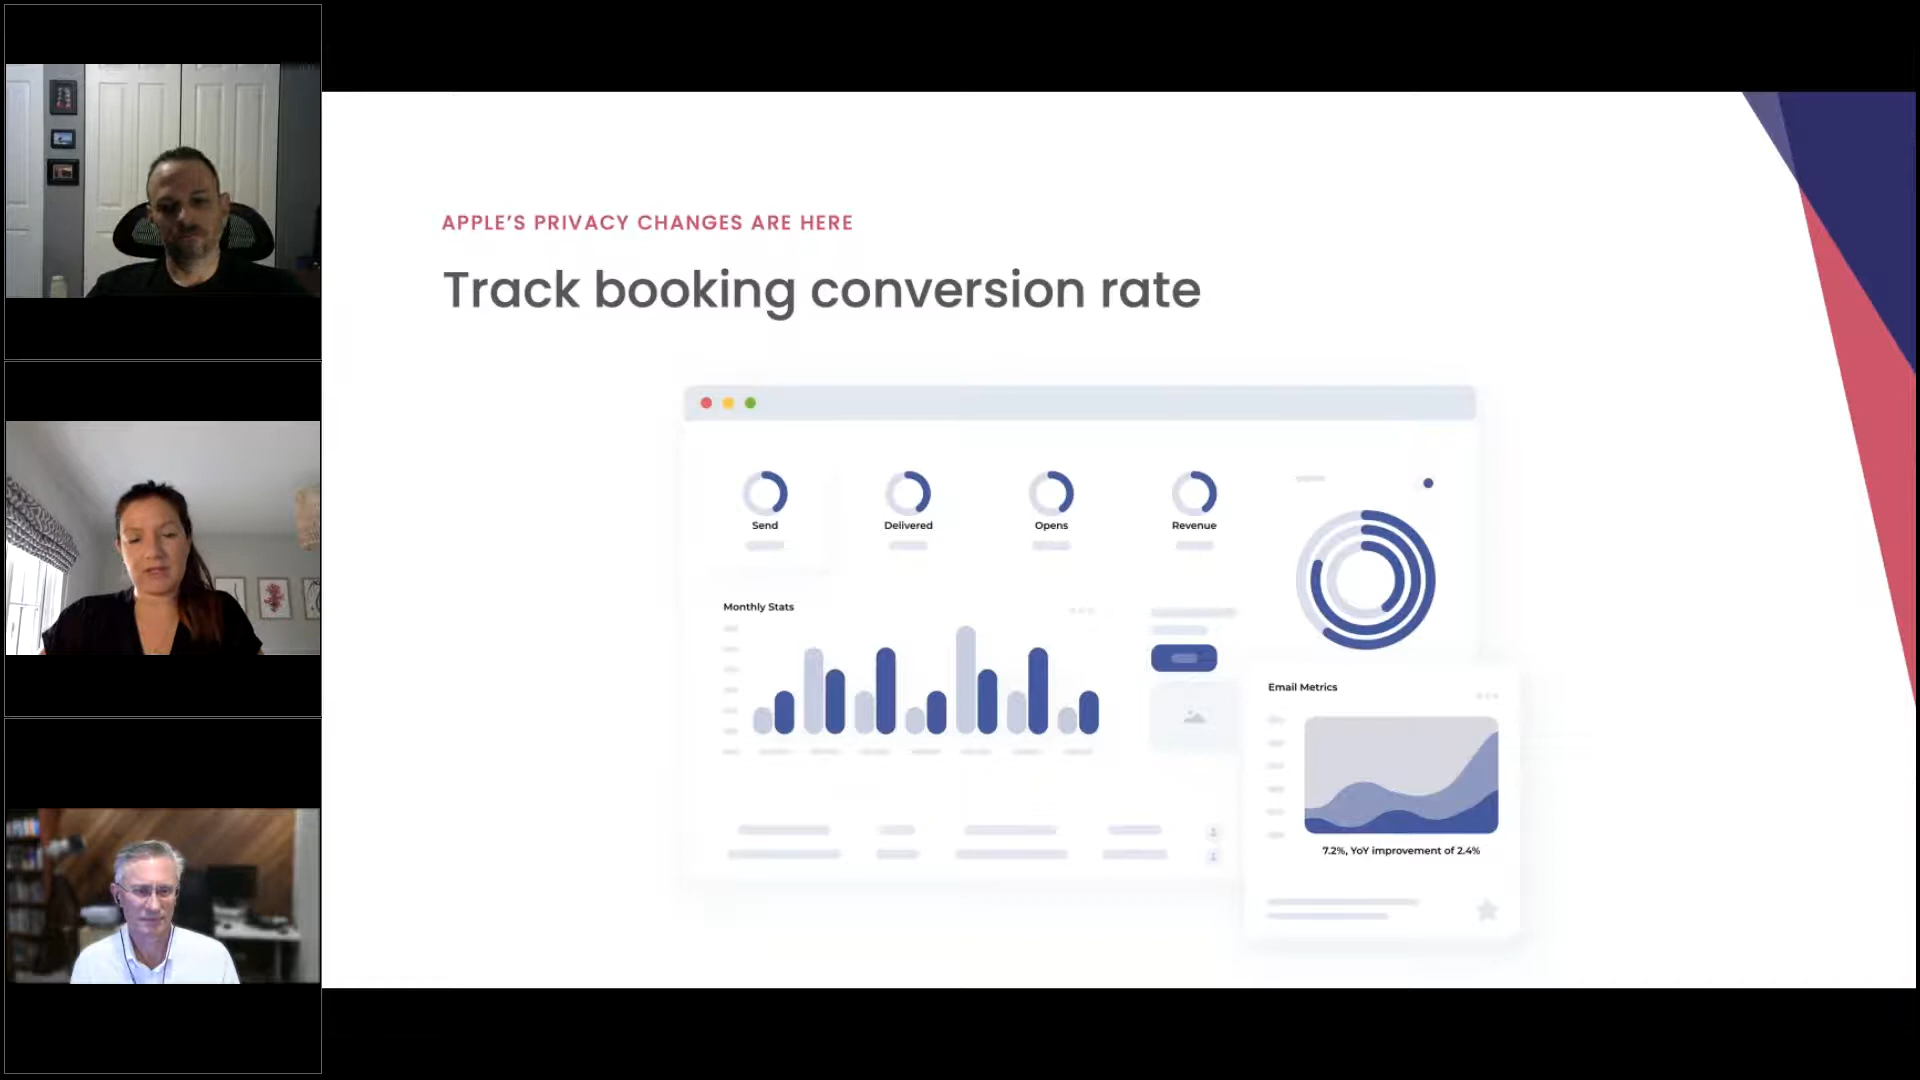 APPLE'S PRIVACY CHANGES ARE HERE
Track booking conversion rate
Send
Delivered
Opens
Revenue
Monthly Stats
Email Metrics
7.2%, YoY improvement of 2.4%